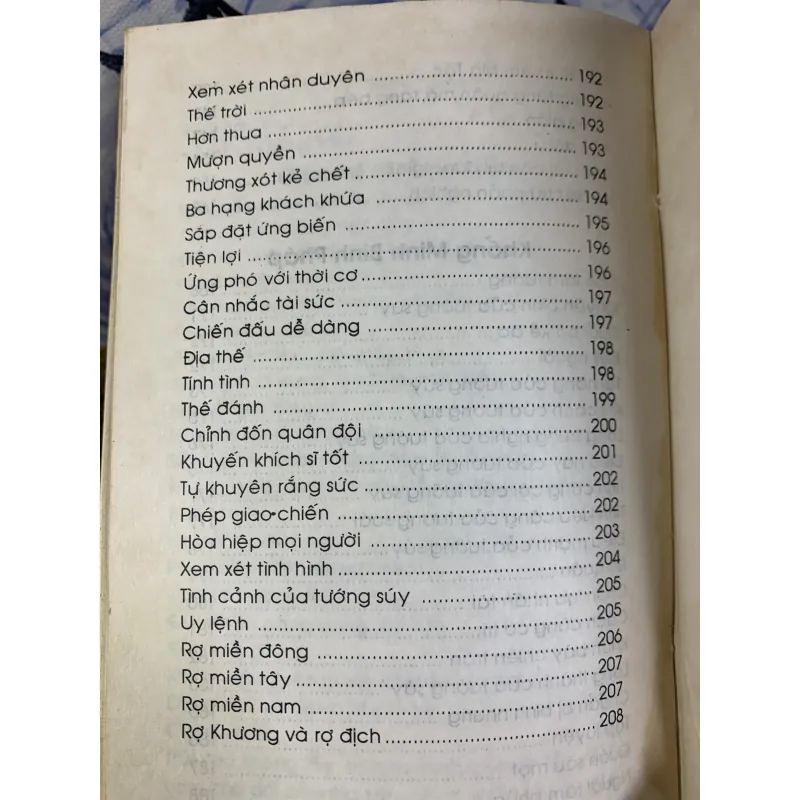 Xem xét nhân duyên ........ 192
Thế trời ........ 192
Hơn thua ........ 193
Mượn quyền ........ 193
Thương xót kẻ chết ........ 194
Ba hạng khách khứa ........ 194
Sắp đặt ứng biến ........ 195
Tiện lợi ........ 196
Ứng phó với thời cơ ........ 196
Cân nhắc tài sức ........ 197
Chiến đấu dễ dàng ........ 197
Địa thế ........ 198
Tính tình ........ 198
Thế đánh ........ 199
Chỉnh đốn quân đội ........ 200
Khuyến khích sĩ tốt ........ 201
Tự khuyên rắng sức ........ 202
Phép giao chiến ........ 202
Hòa hiệp mọi người ........ 203
Xem xét tình hình ........ 204
Tình cảnh của tướng súy ........ 205
Uy lệnh ........ 205
Rợ miền đông ........ 206
Rợ miền tây ........ 207
Rợ miền nam ........ 207
Rợ Khương và rợ địch ........ 208